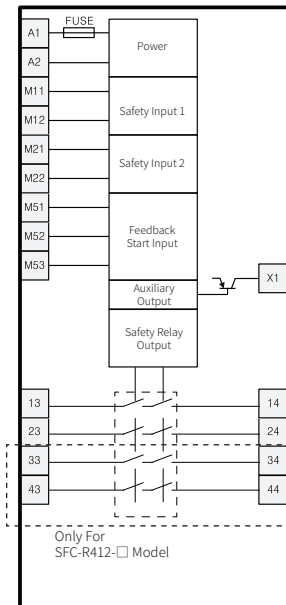 FUSE
A1
Power
A2
M11
Safety Input 1
M12
M21
Safety Input 2
M22
M51
Feedback
Start Input
M52
M53
Auxiliary
Output
X1
Safety Relay
Output
13 14
23 24
33 34
43 44
Only For
SFC-R412-□ Model